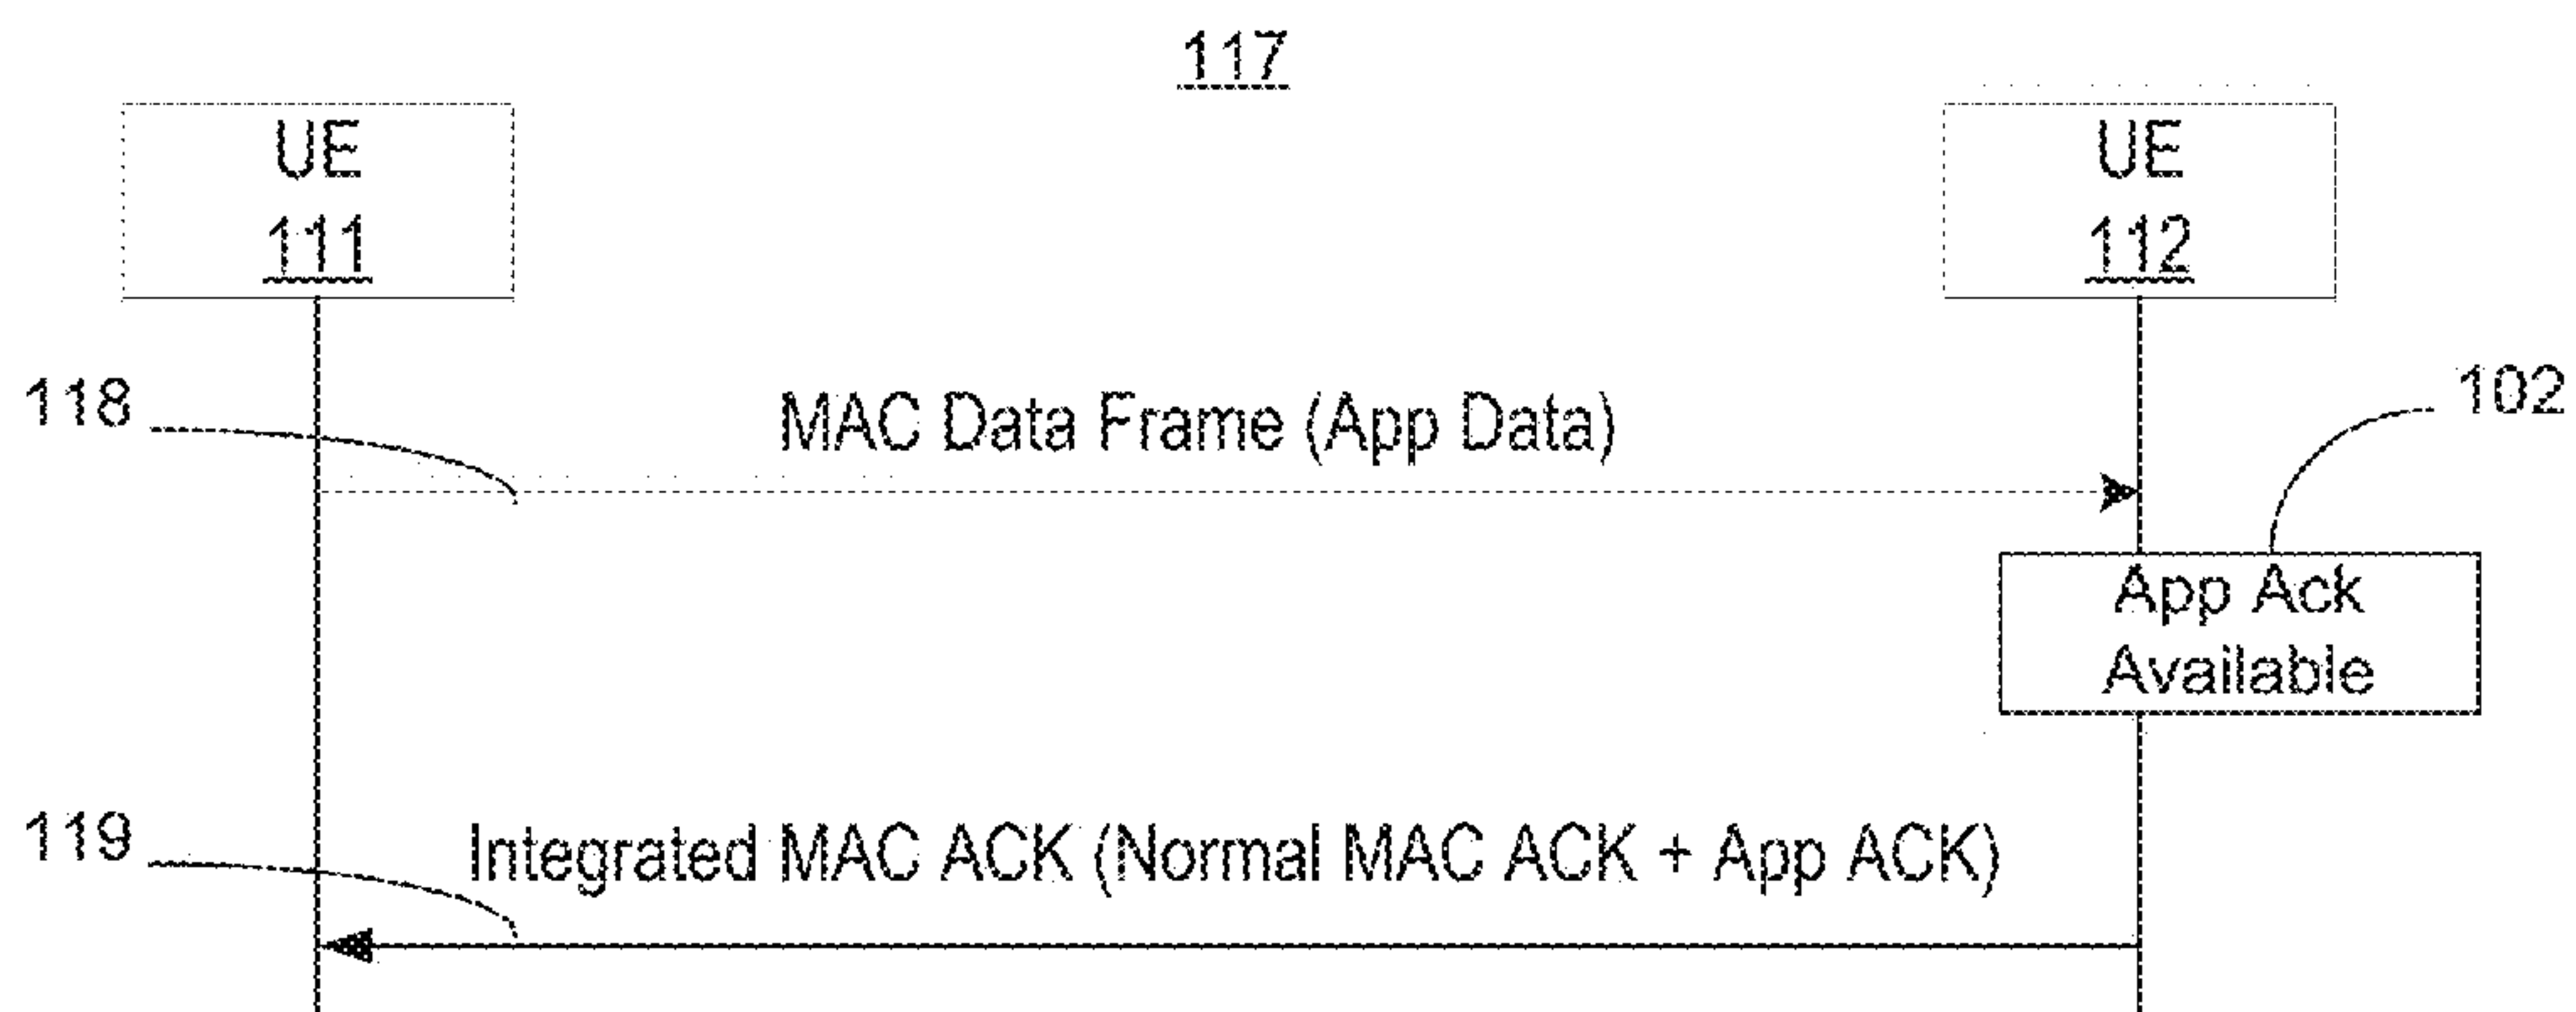 117
UE
111
UE
112
118
MAC Data Frame (App Data)
102
App Ack
Available
119
Integrated MAC ACK (Normal MAC ACK + App ACK)